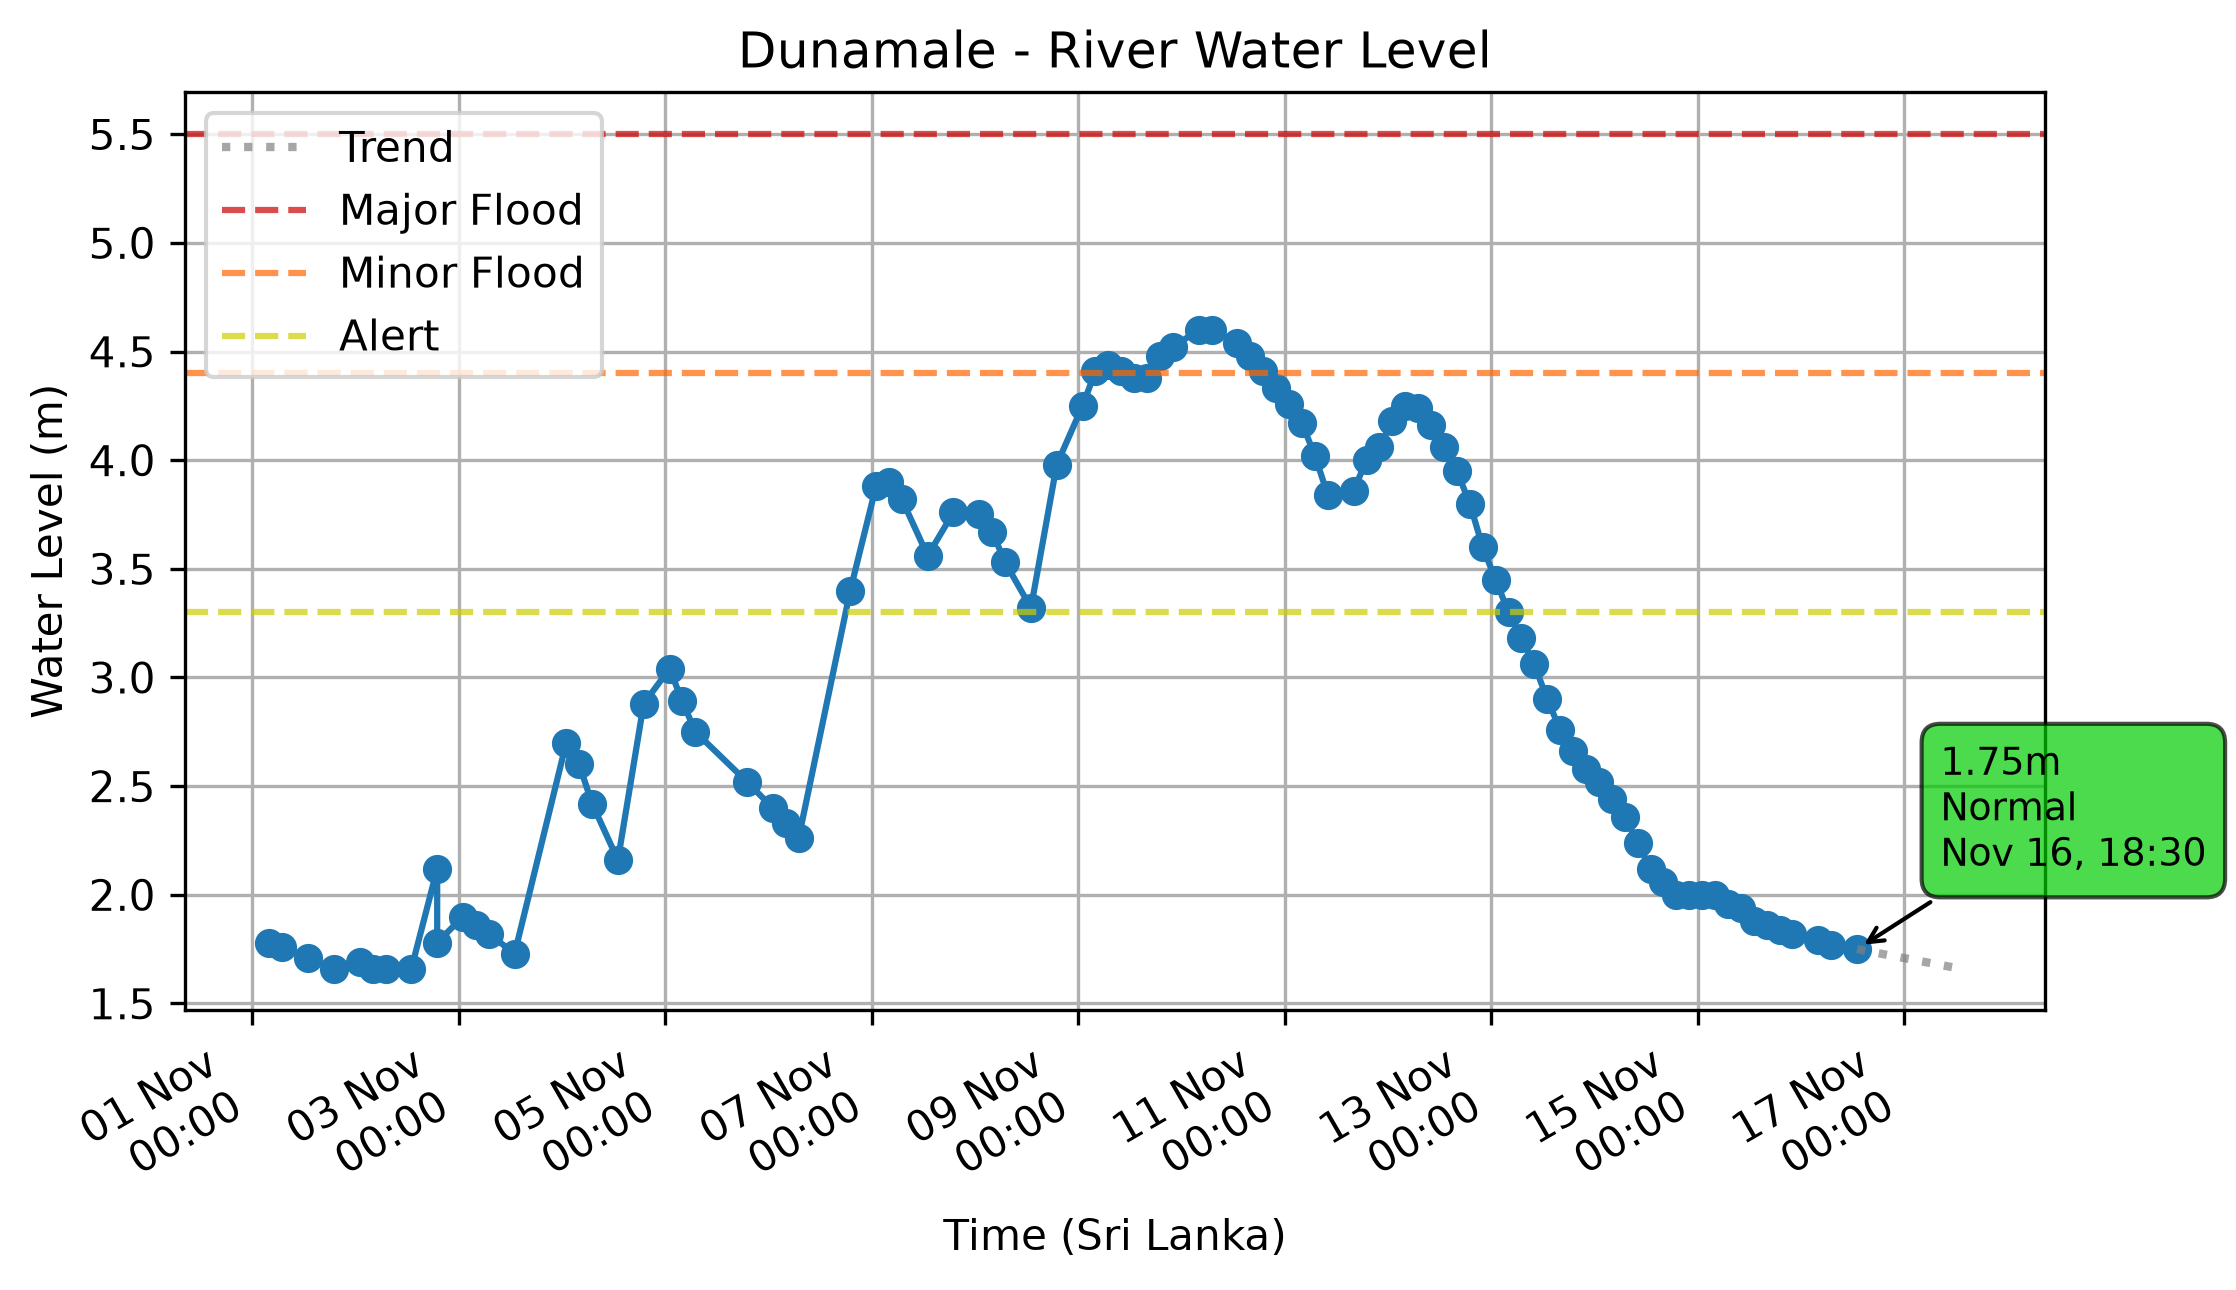 Dunamale - River Water Level
Trend
Major Flood
Minor Flood
Alert
5.5
5.0
4.5
4.0
3.5
3.0
2.5
2.0
1.5
Water Level (m)
1.75m
Normal
Nov 16, 18:30
01 Nov
00:00
03 Nov
00:00
05 Nov
00:00
07 Nov
00:00
09 Nov
00:00
11 Nov
00:00
13 Nov
00:00
15 Nov
00:00
17 Nov
00:00
Time (Sri Lanka)